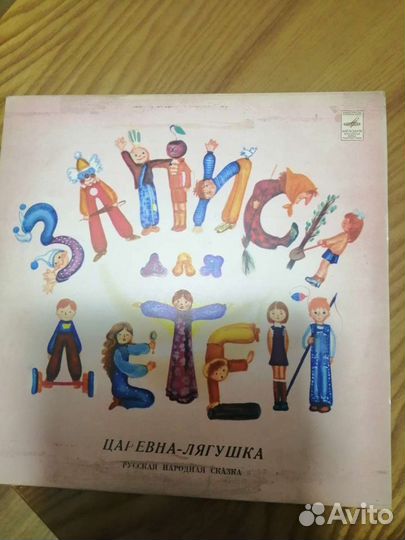 ЗАПИСИ
ДЛЯ
ДЕТЕЙ
ЦАРЕВНА-ЛЯГУШКА
РУССКАЯ НАРОДНАЯ СКАЗКА
Avito